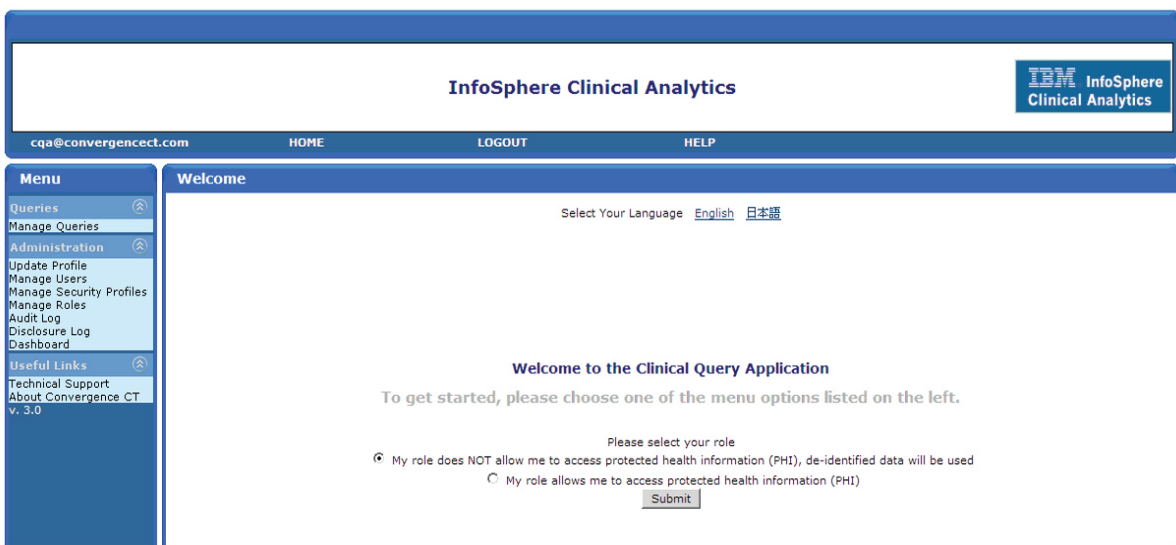 InfoSphere Clinical Analytics
IBM InfoSphere
Clinical Analytics
cqa@convergencect.com HOME LOGOUT HELP
Menu
Queries
Manage Queries
Administration
Update Profile
Manage Users
Manage Security Profiles
Manage Roles
Audit Log
Disclosure Log
Dashboard
Useful Links
Technical Support
About Convergence CT
v. 3.0
Welcome
Select Your Language English 日本語
Welcome to the Clinical Query Application
To get started, please choose one of the menu options listed on the left.
Please select your role
My role does NOT allow me to access protected health information (PHI), de-identified data will be used
My role allows me to access protected health information (PHI)
Submit